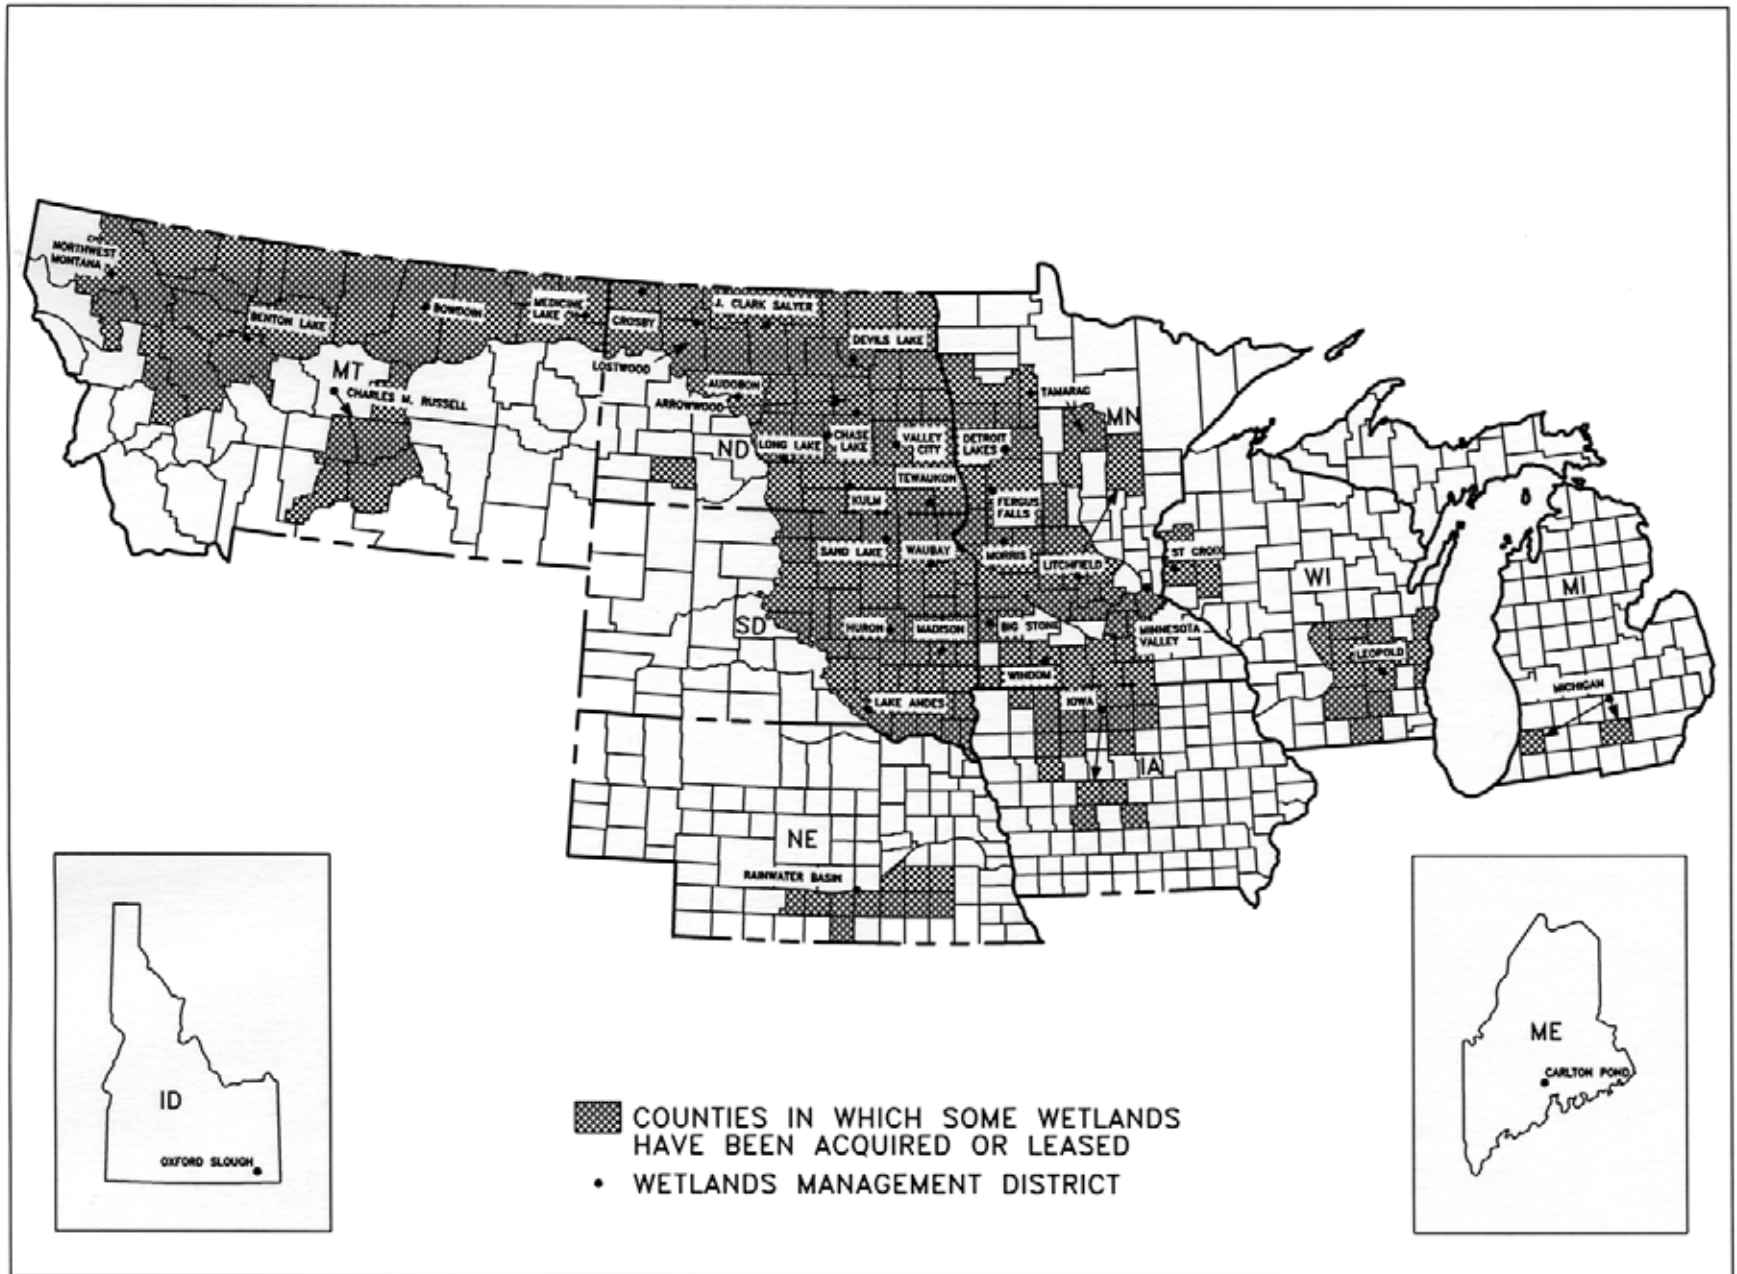 NORTHWEST
MONTANA
BENTON LAKE
BOWDOIN
MEDICINE
LAKE
CROSBY
J. CLARK SALYER
DEVILS LAKE
LOSTWOOD
AUDOBON
ARROWWOOD
MT
CHARLES M. RUSSELL
ND
LONG LAKE
CHASE
LAKE
VALLEY
CITY
DETROIT
LAKES
TAMARAC
MN
TEWAUKON
KULM
FERGUS
FALLS
SAND LAKE
WAUBAY
MORRIS
LITCHFIELD
ST CROIX
WI
MI
SD
HURON
MADISON
BIG STONE
MINNESOTA
VALLEY
LEOPOLD
WINDOM
MICHIGAN
LAKE ANDES
IOWA
IA
NE
RAINWATER BASIN
ID
OXFORD SLOUGH
ME
CARLTON POND
COUNTIES IN WHICH SOME WETLANDS
HAVE BEEN ACQUIRED OR LEASED
WETLANDS MANAGEMENT DISTRICT